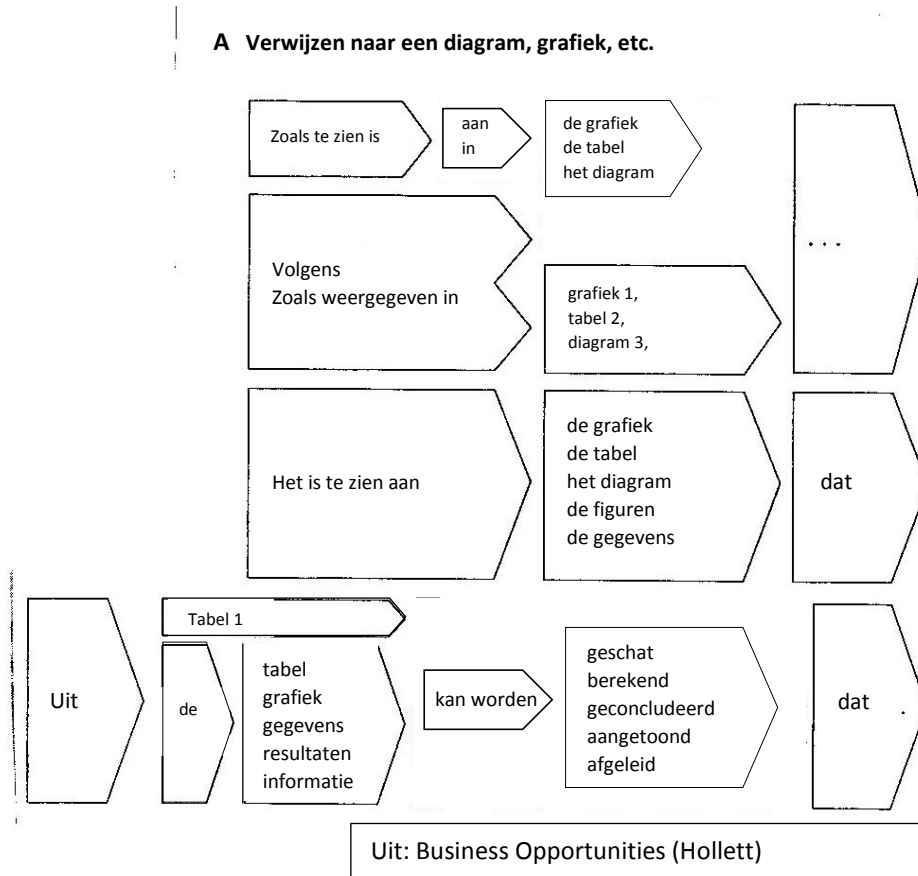 A Verwijzen naar een diagram, grafiek, etc.
Zoals te zien is
aan
in
de grafiek
de tabel
het diagram
. . .
Volgens
Zoals weergegeven in
grafiek 1,
tabel 2,
diagram 3,
Het is te zien aan
de grafiek
de tabel
het diagram
de figuren
de gegevens
dat
Uit
Tabel 1
de
tabel
grafiek
gegevens
resultaten
informatie
kan worden
geschat
berekend
geconcludeerd
aangetoond
afgeleid
dat
Uit: Business Opportunities (Hollett)